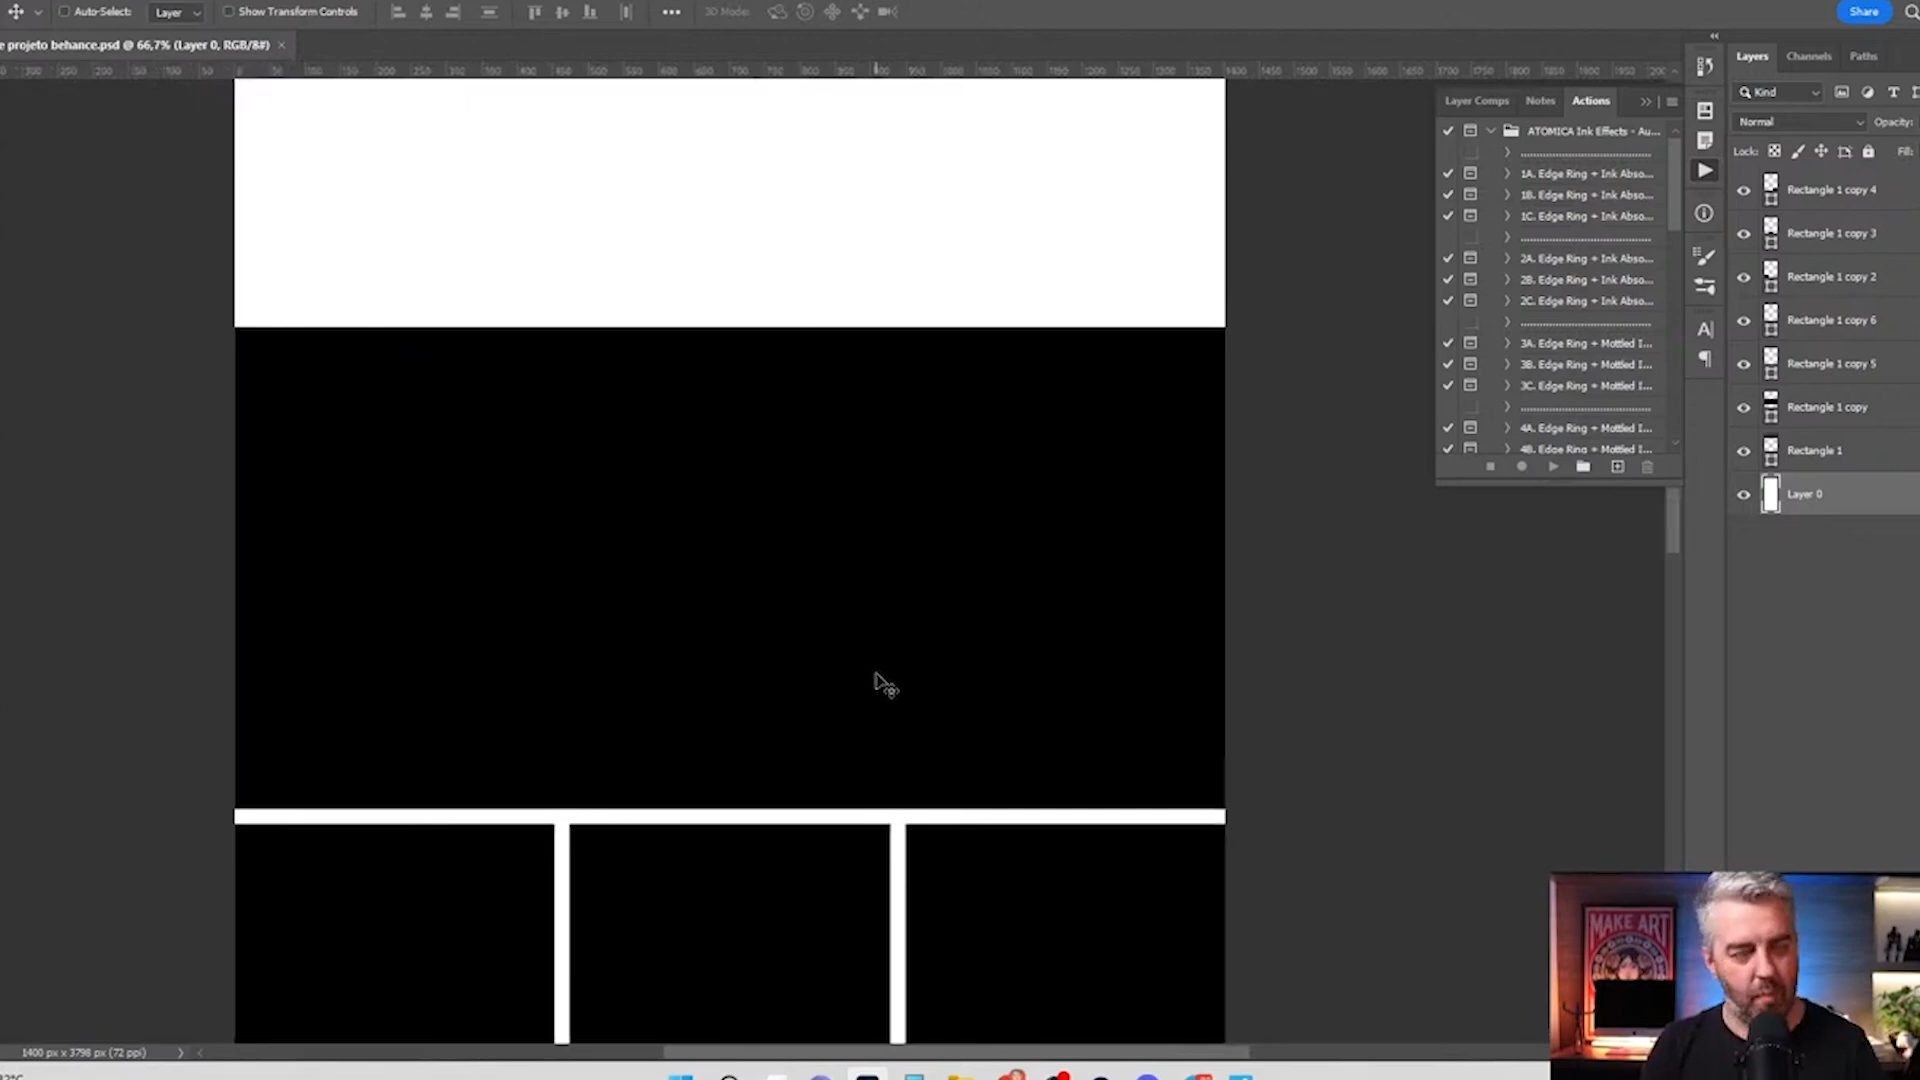 Auto-Select: Layer Show Transform Controls 3D Mode: Share
e projeto behance.psd @ 66,7% (Layer 0, RGB/8#)
Layers Channels Paths
Kind
Layer Comps Notes Actions
Normal Opacity:
ATOMICA Ink Effects - Au...
Lock: Fill:
1A. Edge Ring + Ink Abso...
1B. Edge Ring + Ink Abso...
1C. Edge Ring + Ink Abso...
2A. Edge Ring + Ink Abso...
2B. Edge Ring + Ink Abso...
2C. Edge Ring + Ink Abso...
3A. Edge Ring + Mottled I...
3B. Edge Ring + Mottled I...
3C. Edge Ring + Mottled I...
4A. Edge Ring + Mottled I...
4B. Edge Ring + Mottled I...
Rectangle 1 copy 4
Rectangle 1 copy 3
Rectangle 1 copy 2
Rectangle 1 copy 6
Rectangle 1 copy 5
Rectangle 1 copy
Rectangle 1
Layer 0
MAKE ART
1400 px x 3798 px (72 ppi)